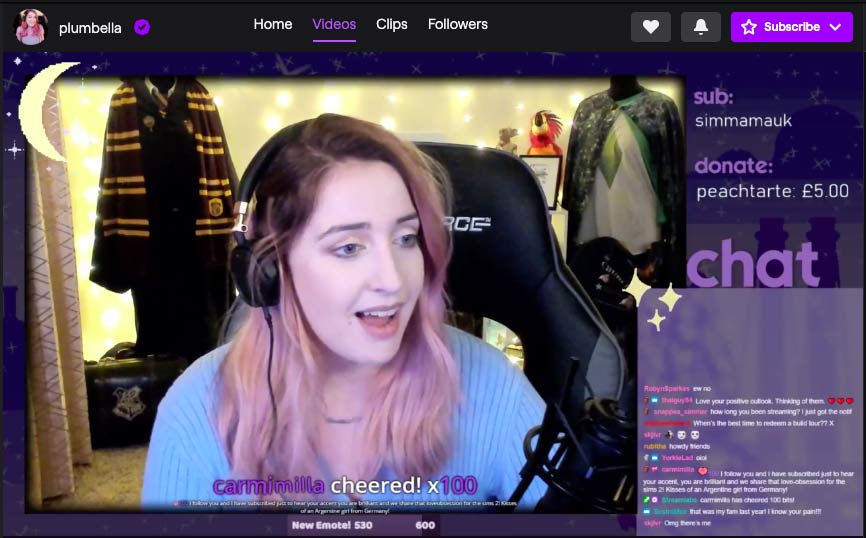 plumbella
Home Videos Clips Followers
Subscribe
sub:
simmamauk
donate:
peachtarte: £5.00
RCE
chat
RobynSparkes ew no
thaiguy84 Love your positive outlook. Thinking of them.
snappea_simmer how long you been streaming? I just got the notif
When's the best time to redeem a build tour?? X
skjlvr
rubitha howdy friends
YorkieLad oioi
carmimilla I follow you and I have subscribed just to hear
your accent, you are brilliant and we share that love-obsession for the
sims 2! Kisses of an Argentine girl from Germany!
Streamlabs carmimilla has cheered 100 bits!
that was my fam last year! I know your pain!!!
skjlvr Omg there's me
carmimilla cheered! x100
I follow you and I have subscribed just to hear your accent you are brilliant and we share that love-obsession for the sims 2! Kisses
of an Argentine girl from Germany!
New Emote! 530 600